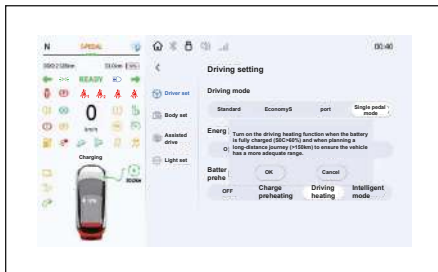 N
SPECIAL
00:40
READY
0
km/h
Charging
Driver set
Body set
Assisted
drive
Light set
Driving setting
Driving mode
Standard EconomyS port Single pedal
mode
Energ
Turn on the driving heating function when the battery
is fully charged (SOC>60%) and when planning a
long-distance journey (>150km) to ensure the vehicle
has a more adequate range.
O
Batter
prehe
OK Cancel
OFF Charge
preheating Driving
heating Intelligent
mode